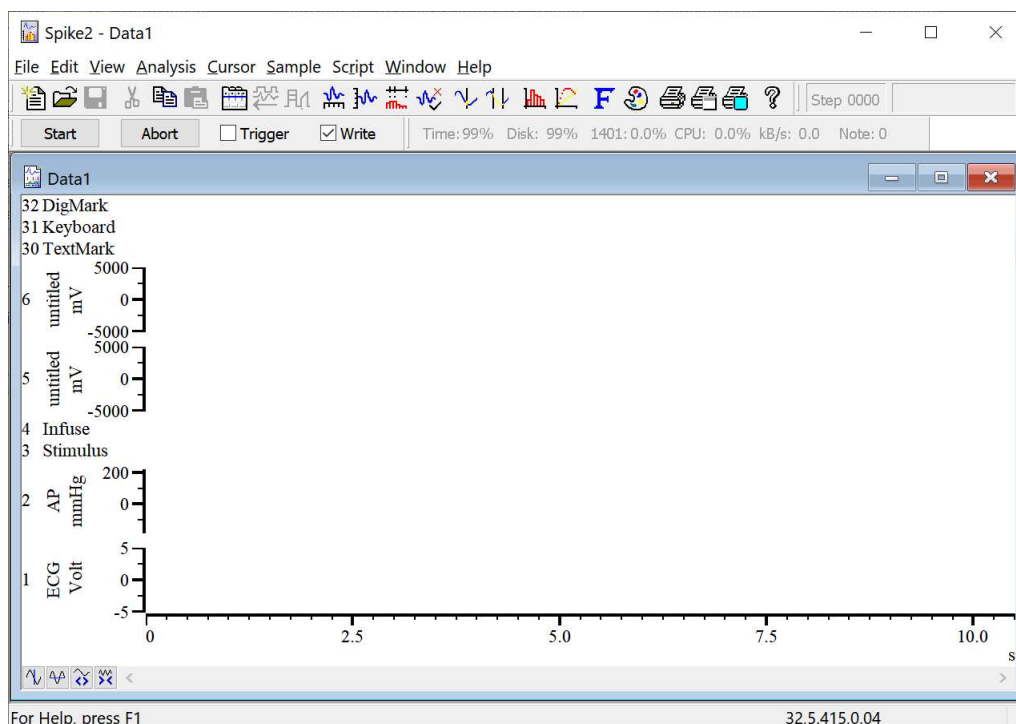 Spike2 - Data1
File Edit View Analysis Cursor Sample Script Window Help
F ? Step 0000
Start Abort Trigger Write Time: 99% Disk: 99% 1401: 0.0% CPU: 0.0% kB/s: 0.0 Note: 0
Data1
32 DigMark
31 Keyboard
30 TextMark
6 untitled mV 5000 0 -5000
5 untitled mV 5000 0 -5000
4 Infuse
3 Stimulus
2 AP mmHg 200 0
1 ECG Volt 5 0 -5
0 2.5 5.0 7.5 10.0
s
For Help, press F1 32.5.415.0.04